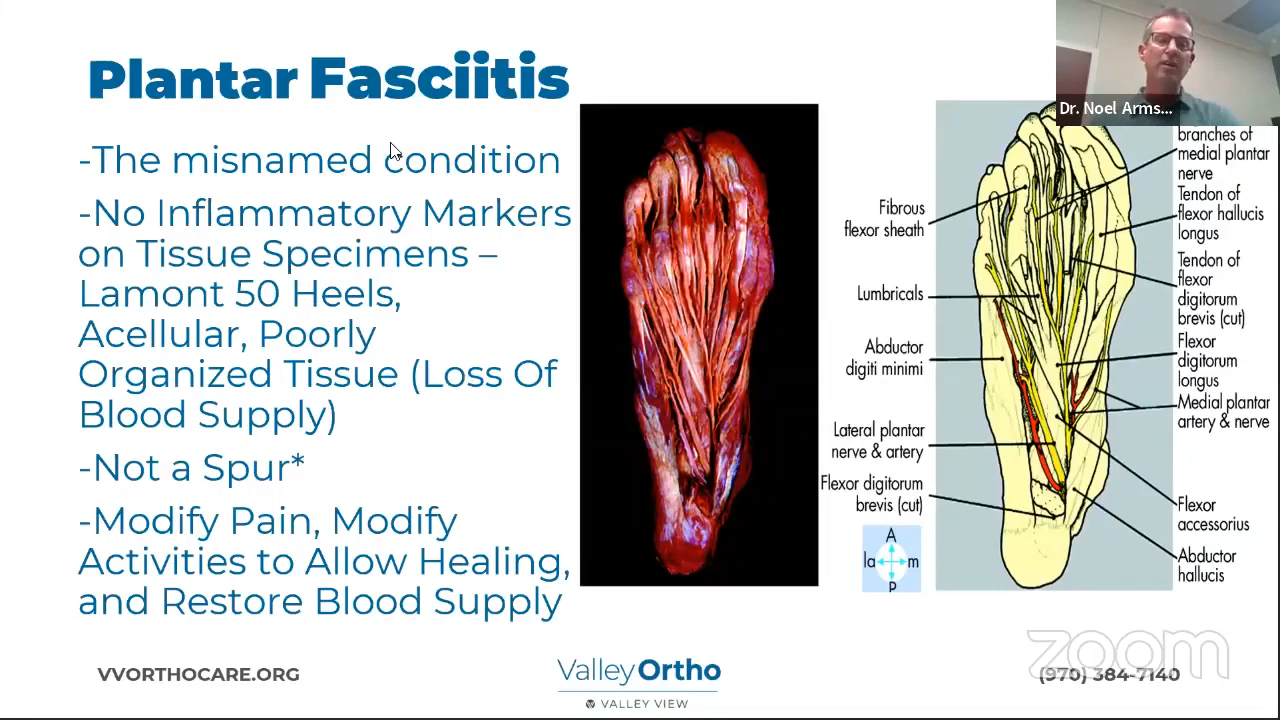 Plantar Fasciitis
-The misnamed condition
-No Inflammatory Markers
on Tissue Specimens –
Lamont 50 Heels,
Acellular, Poorly
Organized Tissue (Loss Of
Blood Supply)
-Not a Spur*
-Modify Pain, Modify
Activities to Allow Healing,
and Restore Blood Supply
Fibrous
flexor sheath
Lumbricals
Abductor
digiti minimi
Lateral plantar
nerve & artery
Flexor digitorum
brevis (cut)
A
la
m
P
Dr. Noel Arms...
branches of
medial plantar
nerve
Tendon of
flexor hallucis
longus
Tendon of
flexor
digitorum
brevis (cut)
Flexor
digitorum
longus
Medial plantar
artery & nerve
Flexor
accessorius
Abductor
hallucis
zoom
VVORTHOCARE.ORG
ValleyOrtho
VALLEY VIEW
(970) 384-7140